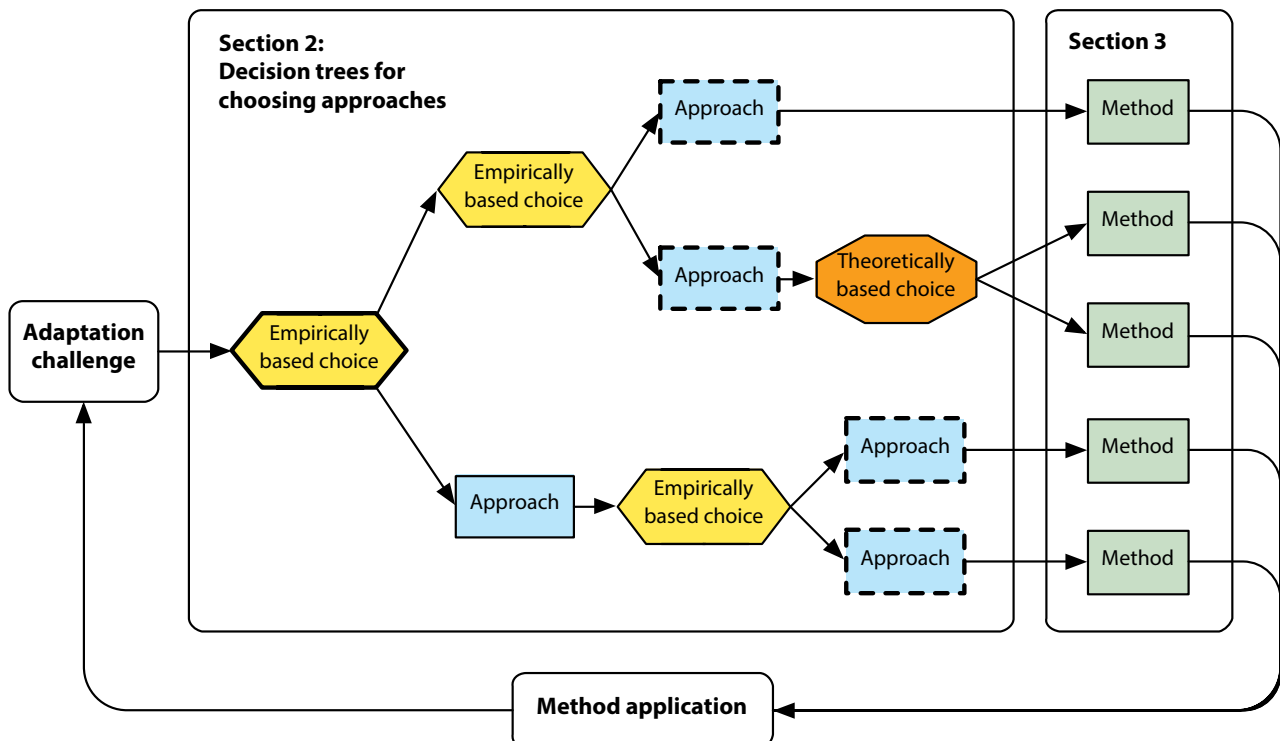 Section 2:
Decision trees for
choosing approaches
Section 3
Approach
Method
Empirically
based choice
Method
Approach
Theoretically
based choice
Adaptation
challenge
Empirically
based choice
Method
Approach
Method
Approach
Empirically
based choice
Approach
Method
Method application